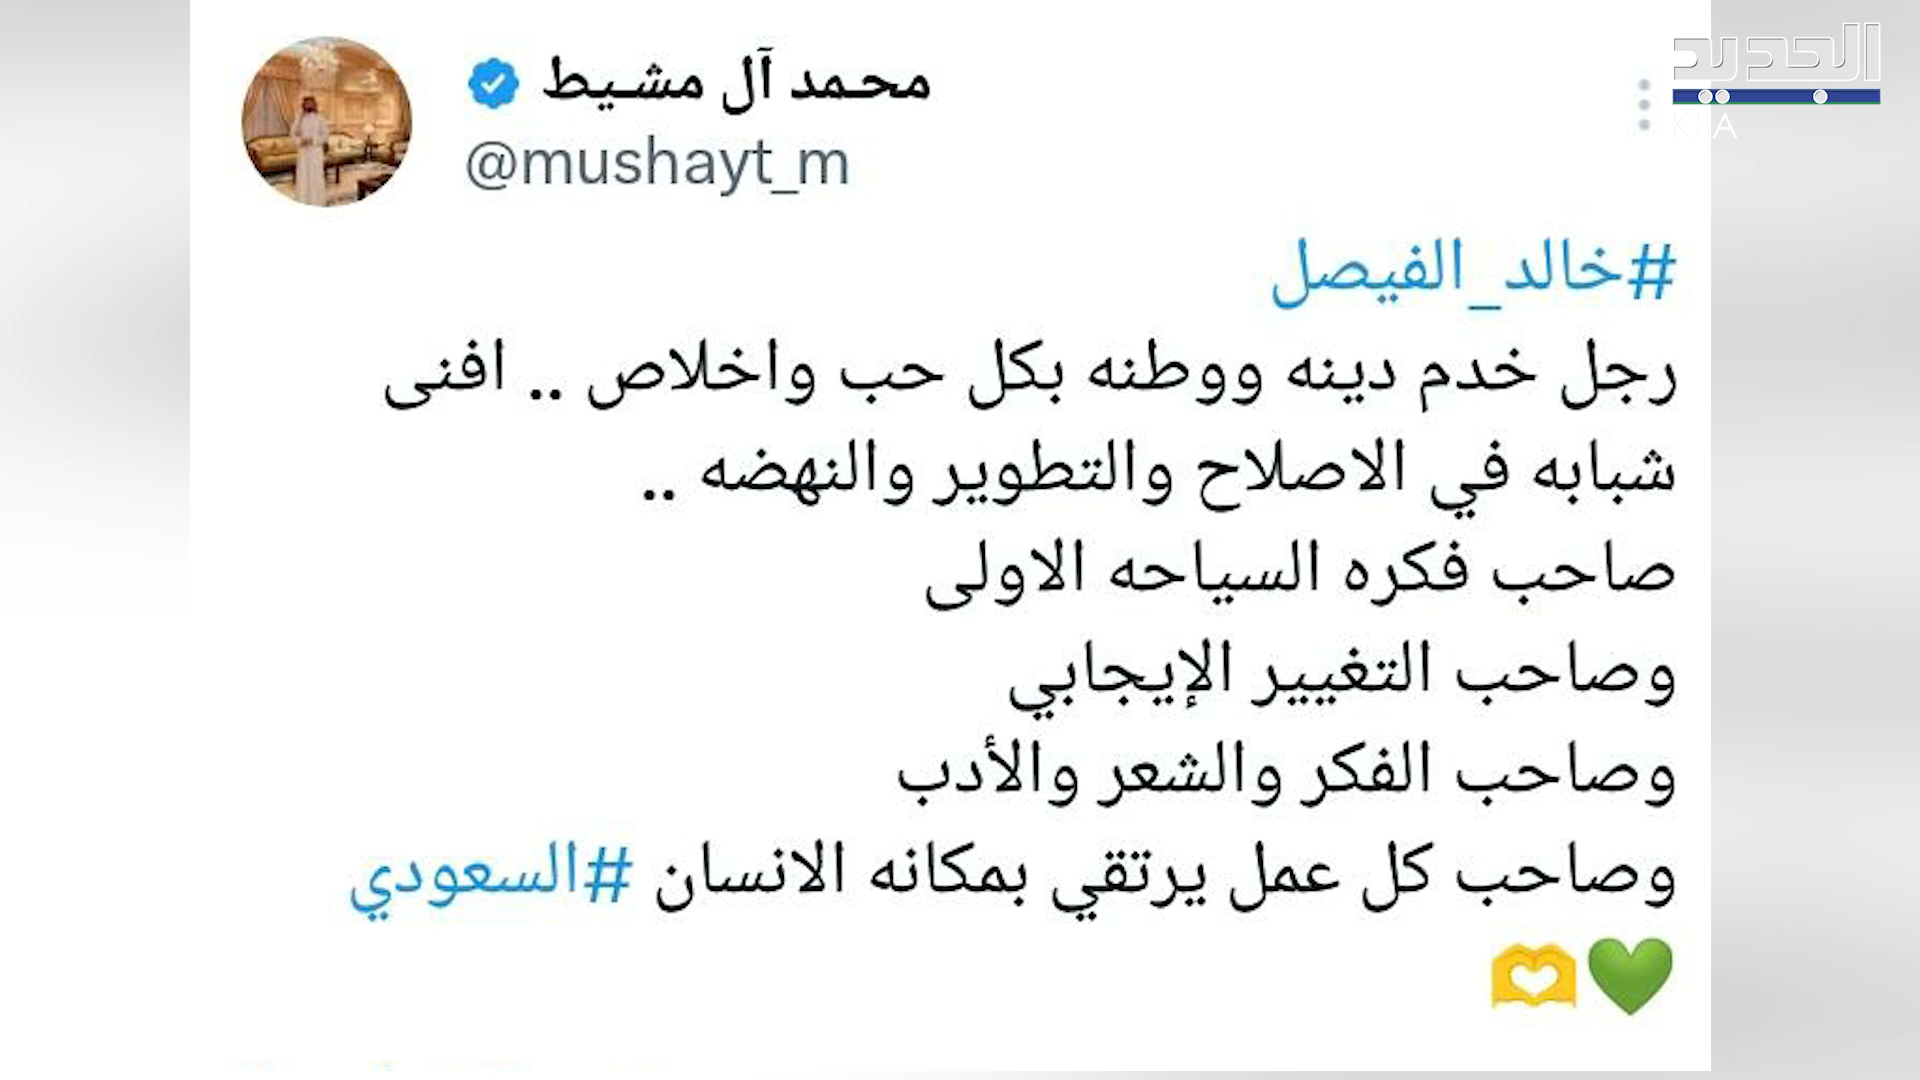 محمد آل مشيط
@mushayt_m
الجديد
KSA
#خالد_الفيصل
رجل خدم دينه ووطنه بكل حب واخلاص .. افنى
شبابه في الاصلاح والتطوير والنهضه ..
صاحب فكره السياحه الاولى
وصاحب التغيير الإيجابي
وصاحب الفكر والشعر والأدب
وصاحب كل عمل يرتقي بمكانه الانسان #السعودي
💚🫶